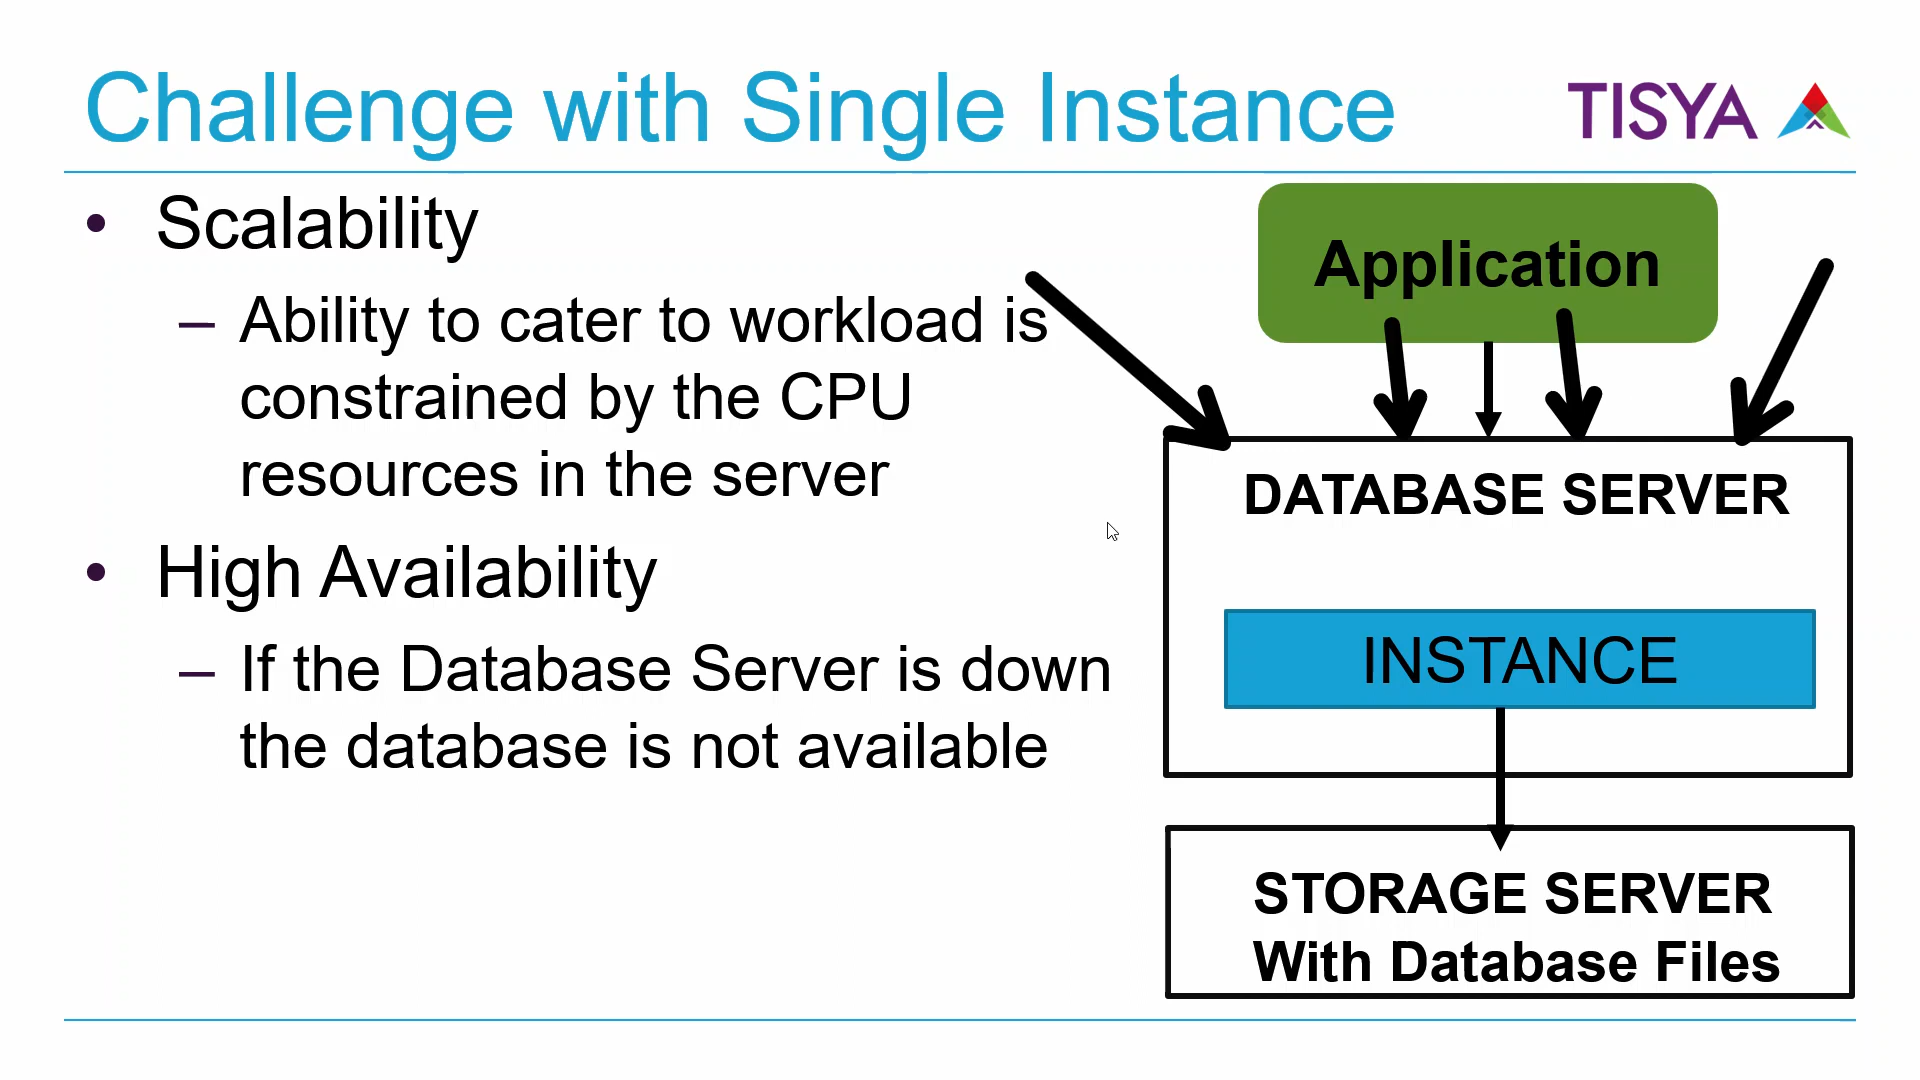 Challenge with Single Instance
TISYA
• Scalability
– Ability to cater to workload is
constrained by the CPU
resources in the server
• High Availability
– If the Database Server is down
the database is not available
Application
DATABASE SERVER
INSTANCE
STORAGE SERVER
With Database Files